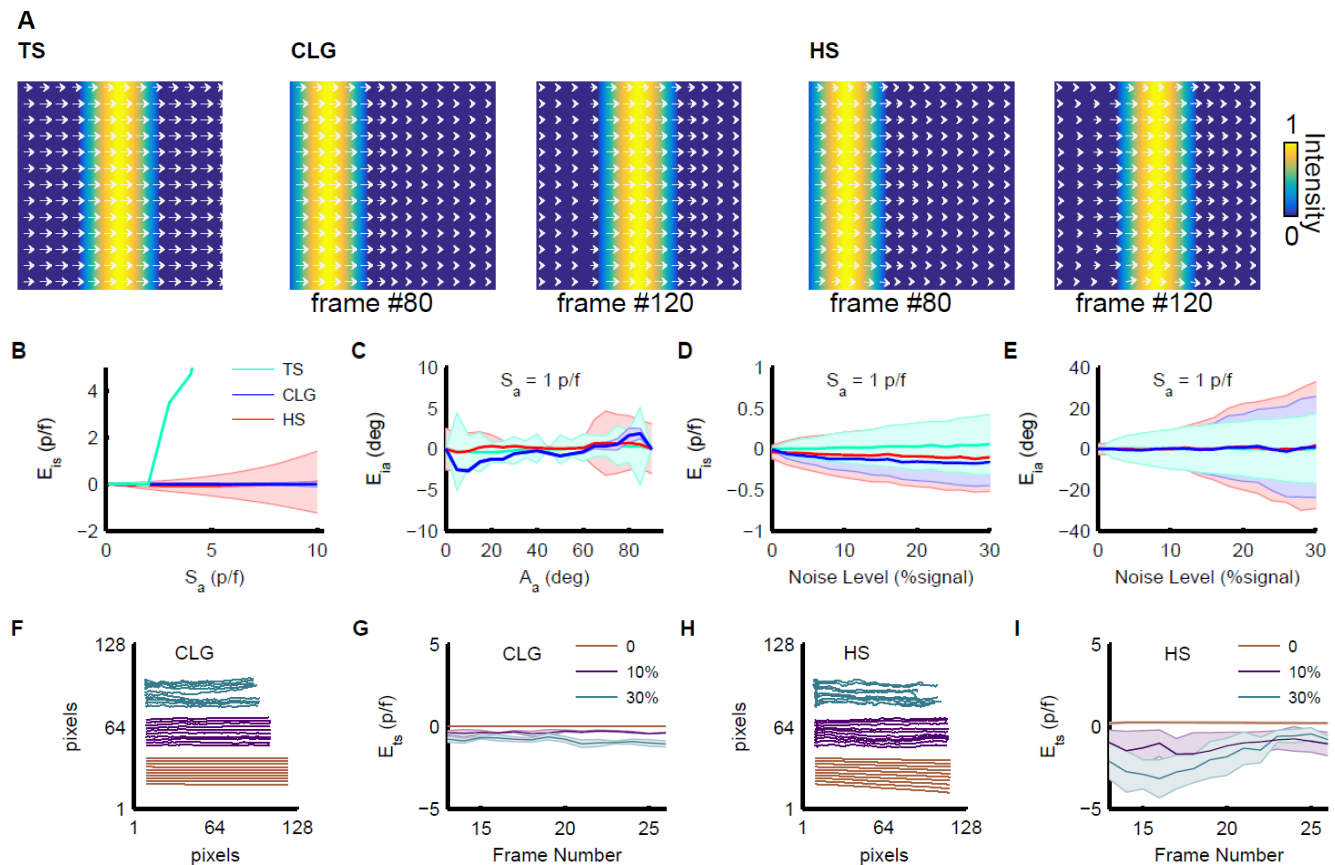 A
TS
CLG
HS
frame #80
frame #120
frame #80
frame #120
1
Intensity
0
B
E_is (p/f)
4
2
0
−2
TS
CLG
HS
0
5
10
S_a (p/f)
C
E_ia (deg)
10
5
0
−5
−10
S_a = 1 p/f
0
20
40
60
80
A_a (deg)
D
E_is (p/f)
1
0.5
0
−0.5
−1
S_a = 1 p/f
0
10
20
30
Noise Level (%signal)
E
E_ia (deg)
40
20
0
−20
−40
S_a = 1 p/f
0
10
20
30
Noise Level (%signal)
F
pixels
128
64
1
CLG
1
64
128
pixels
G
E_ts (p/f)
5
0
−5
CLG
0
10%
30%
15
20
25
Frame Number
H
pixels
128
64
1
HS
1
64
128
pixels
I
E_ts (p/f)
5
0
−5
HS
0
10%
30%
15
20
25
Frame Number